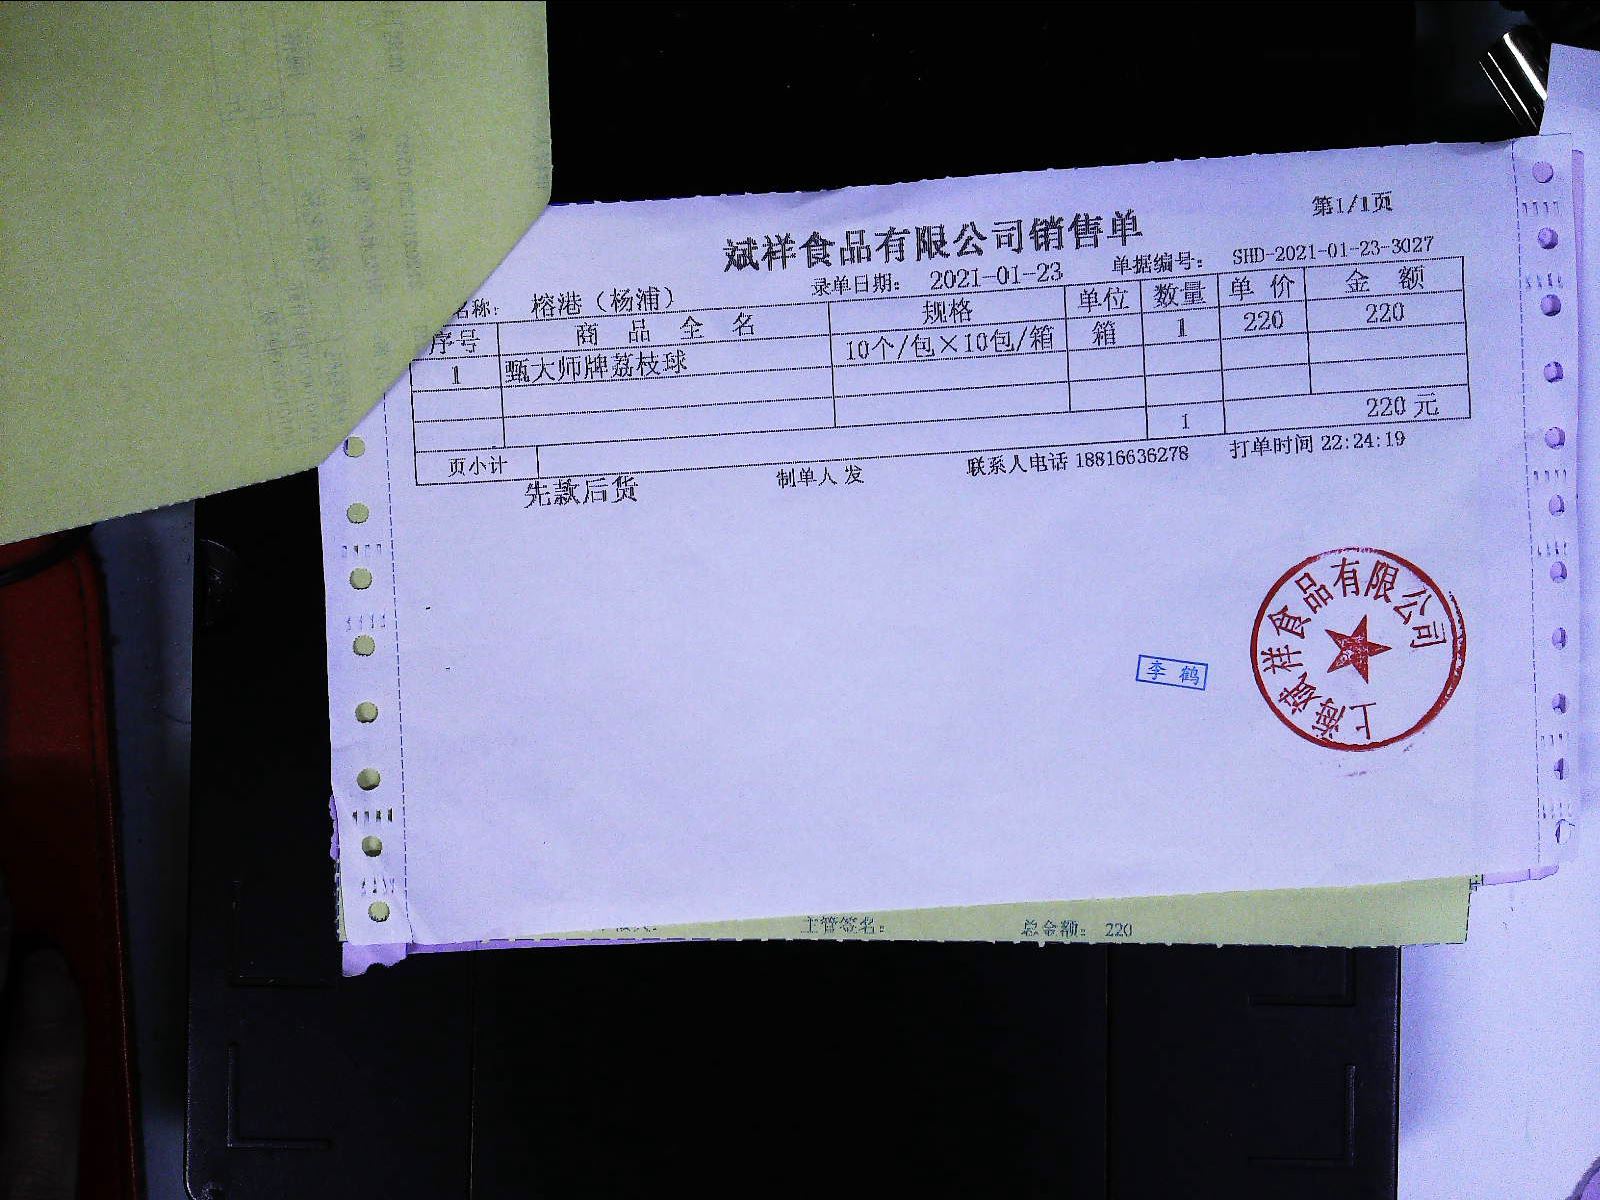 第1/1页
斌祥食品有限公司销售单
名称： 榕港（杨浦） 录单日期： 2021-01-23 单据编号： SHD-2021-01-23-3027
序号 商 品 全 名 规格 单位 数量 单 价 金 额
1 甄大师牌荔枝球 10个/包×10包/箱 箱 1 220 220
页小计 1 220 元
先款后货 制单人 发 联系人电话 18816636278 打单时间 22:24:19
上海斌祥食品有限公司
李 鹤
主管签名： 总金额： 220